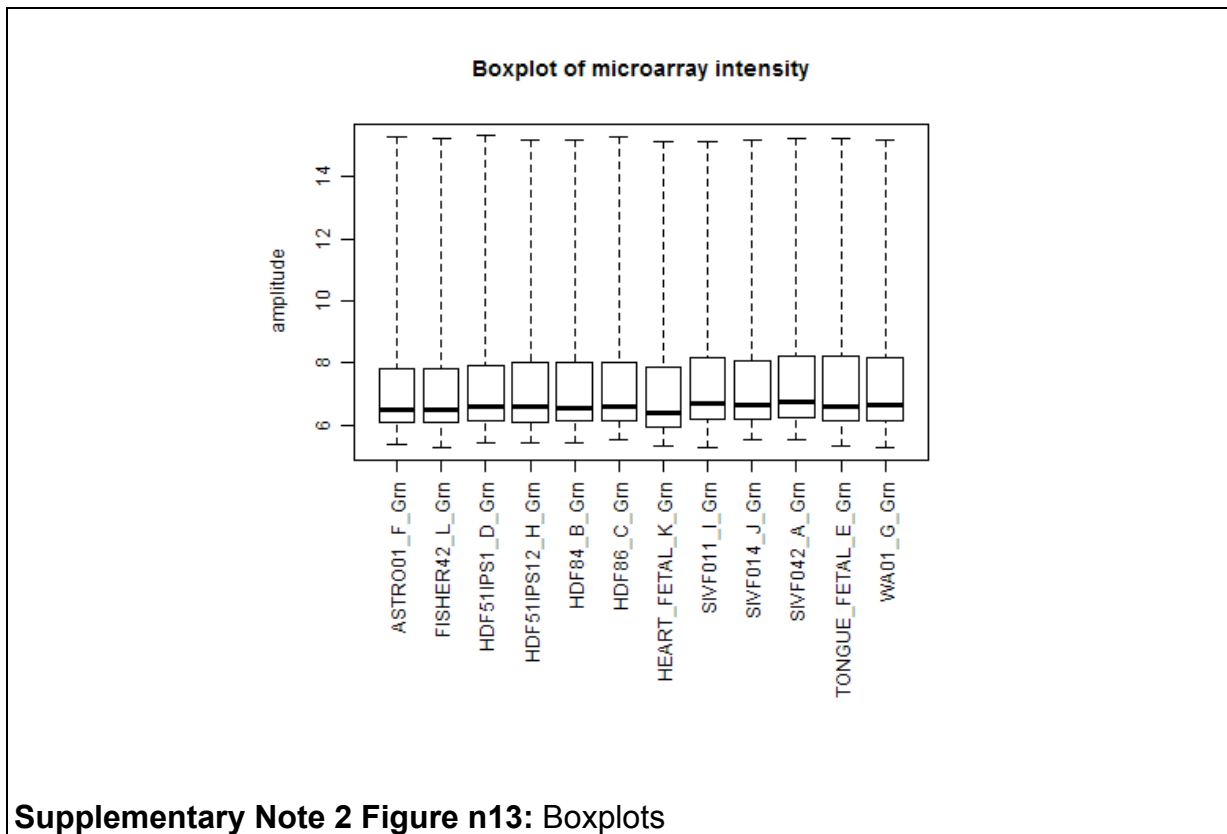 Boxplot of microarray intensity
amplitude
14
12
10
8
6
ASTRO01_F_Grn
FISHER42_L_Grn
HDF51IPS1_D_Grn
HDF51IPS12_H_Grn
HDF84_B_Grn
HDF86_C_Grn
HEART_FETAL_K_Grn
SIVF011_I_Grn
SIVF014_J_Grn
SIVF042_A_Grn
TONGUE_FETAL_E_Grn
WA01_G_Grn
Supplementary Note 2 Figure n13: Boxplots